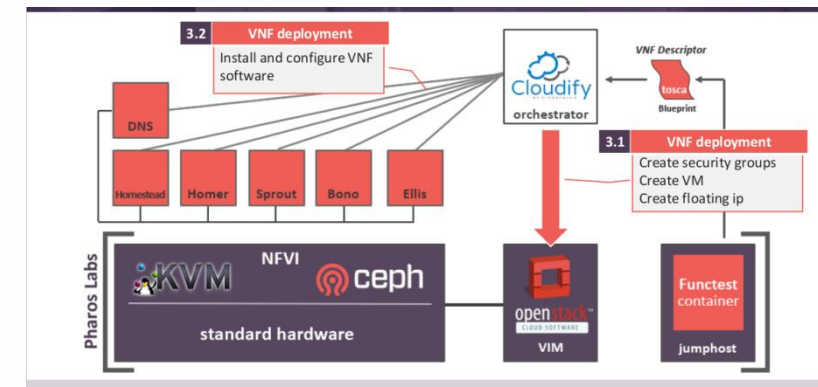 3.2 VNF deployment
Install and configure VNF
software
Cloudify
orchestrator
VNF Descriptor
tosca
Blueprint
3.1 VNF deployment
Create security groups
Create VM
Create floating ip
DNS
Homestead
Homer
Sprout
Bono
Ellis
Pharos Labs
NFVI
KVM
ceph
standard hardware
openstack™
CLOUD SOFTWARE
VIM
Functest
container
jumphost